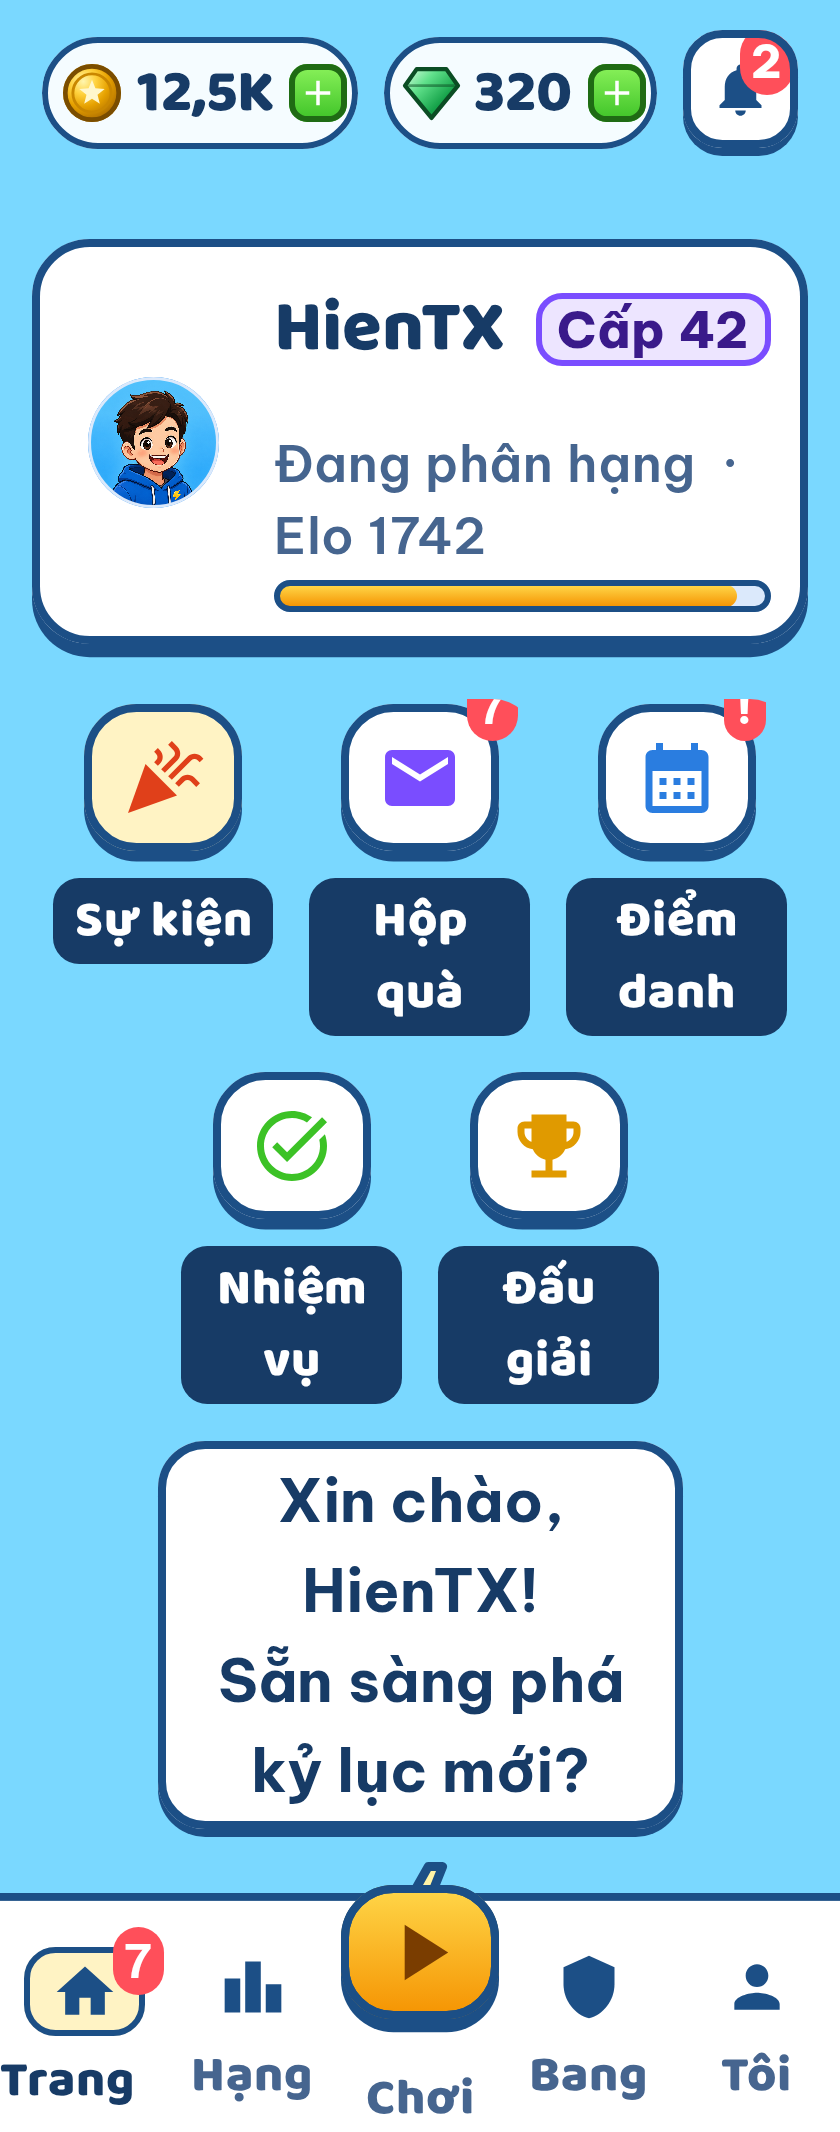 12,5K
320
2
HienTX
Cấp 42
Đang phân hạng ·
Elo 1742
7
!
Sự kiện
Hộp
quà
Điểm
danh
Nhiệm
vụ
Đấu
giải
Xin chào,
HienTX!
Sẵn sàng phá
kỷ lục mới?
7
Trang
Hạng
Chơi
Bang
Tôi